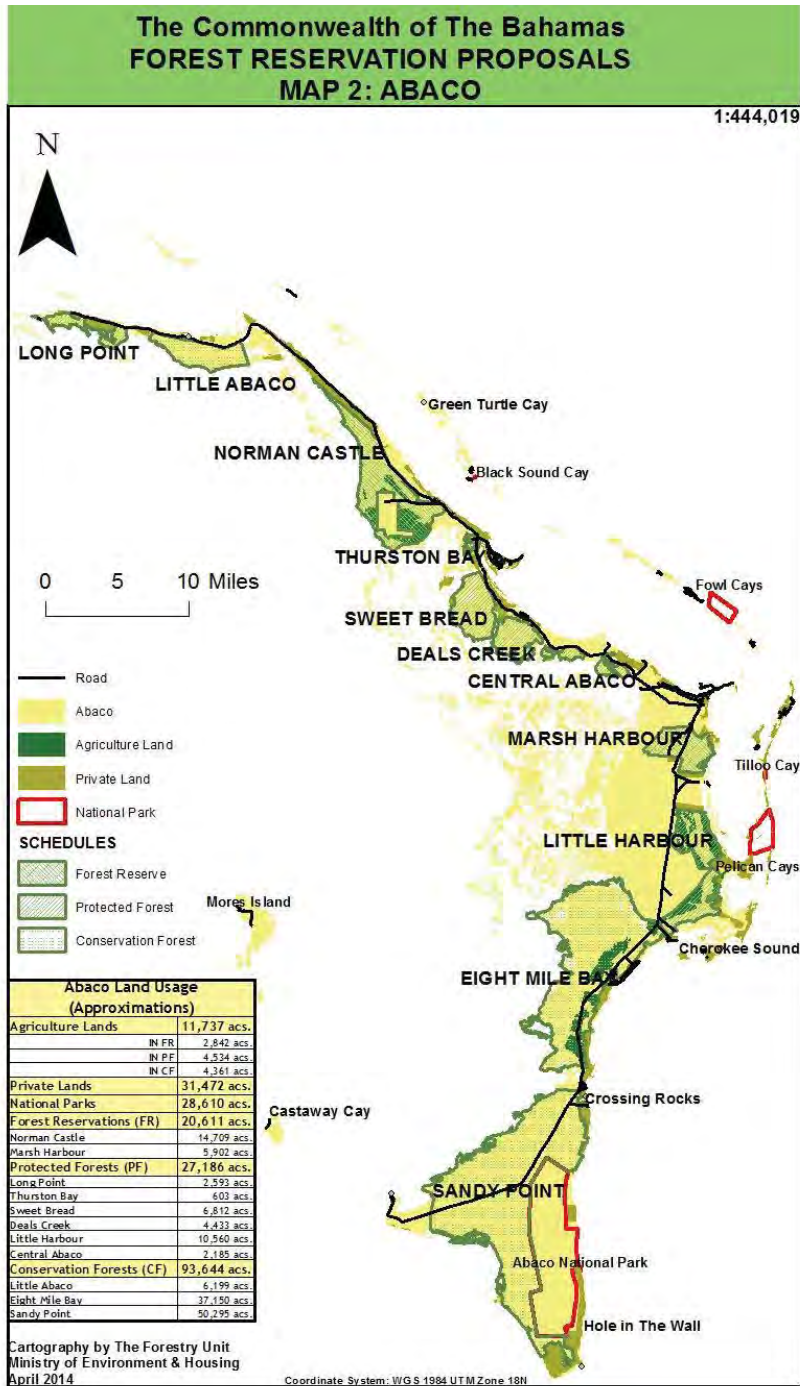 The Commonwealth of The Bahamas
FOREST RESERVATION PROPOSALS
MAP 2: ABACO
1:444,019
N
LONG POINT
LITTLE ABACO
Green Turtle Cay
NORMAN CASTLE
Black Sound Cay
THURSTON BAY
0 5 10 Miles
Fowl Cays
SWEET BREAD
DEALS CREEK
CENTRAL ABACO
Road
Abaco
Agriculture Land
Private Land
National Park
SCHEDULES
Forest Reserve
Protected Forest
Conservation Forest
MARSH HARBOUR
Tilloo Cay
LITTLE HARBOUR
Pelican Cays
Mores Island
Cherokee Sound
EIGHT MILE BAY
Crossing Rocks
Castaway Cay
SANDY POINT
Abaco National Park
Hole in The Wall
Abaco Land Usage
(Approximations)
Agriculture Lands 11,737 acs.
IN FR 2,842 acs.
IN PF 4,534 acs.
IN CF 4,361 acs.
Private Lands 31,472 acs.
National Parks 28,610 acs.
Forest Reservations (FR) 20,611 acs.
Norman Castle 14,709 acs.
Marsh Harbour 5,902 acs.
Protected Forests (PF) 27,186 acs.
Long Point 2,593 acs.
Thurston Bay 603 acs.
Sweet Bread 6,812 acs.
Deals Creek 4,433 acs.
Little Harbour 10,560 acs.
Central Abaco 2,185 acs.
Conservation Forests (CF) 93,644 acs.
Little Abaco 6,199 acs.
Eight Mile Bay 37,150 acs.
Sandy Point 50,295 acs.
Cartography by The Forestry Unit
Ministry of Environment & Housing
April 2014
Coordinate System: WGS 1984 UTM Zone 18N